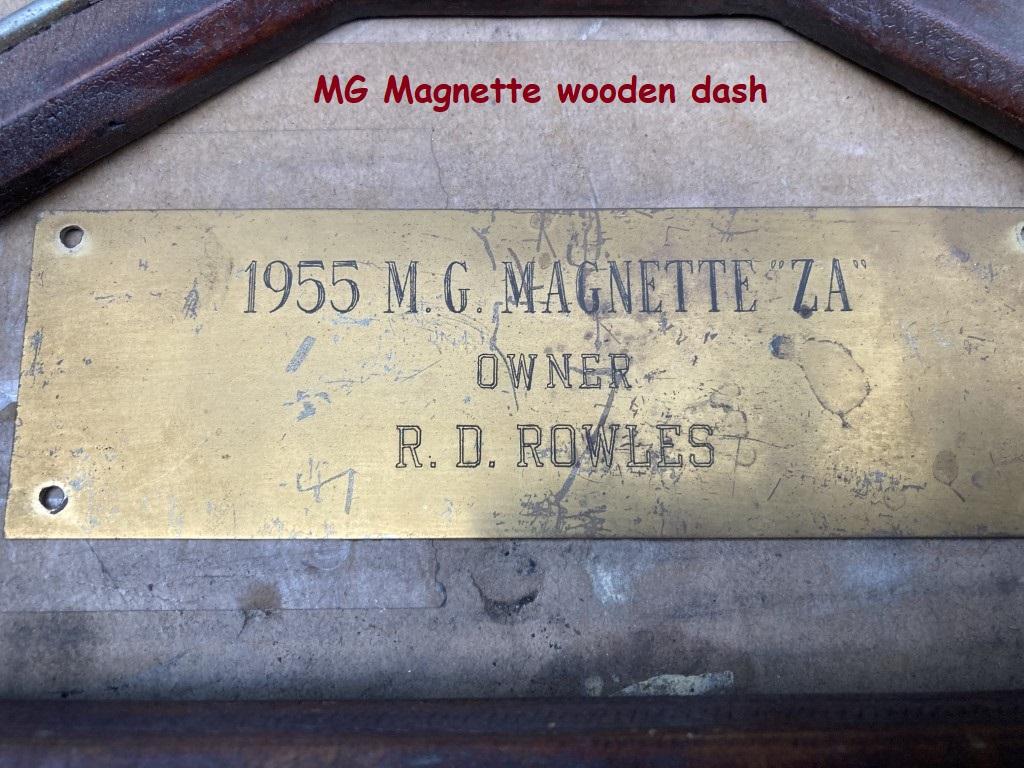 MG Magnette wooden dash
1955 M.G. MAGNETTE "ZA"
OWNER
R. D. ROWLES